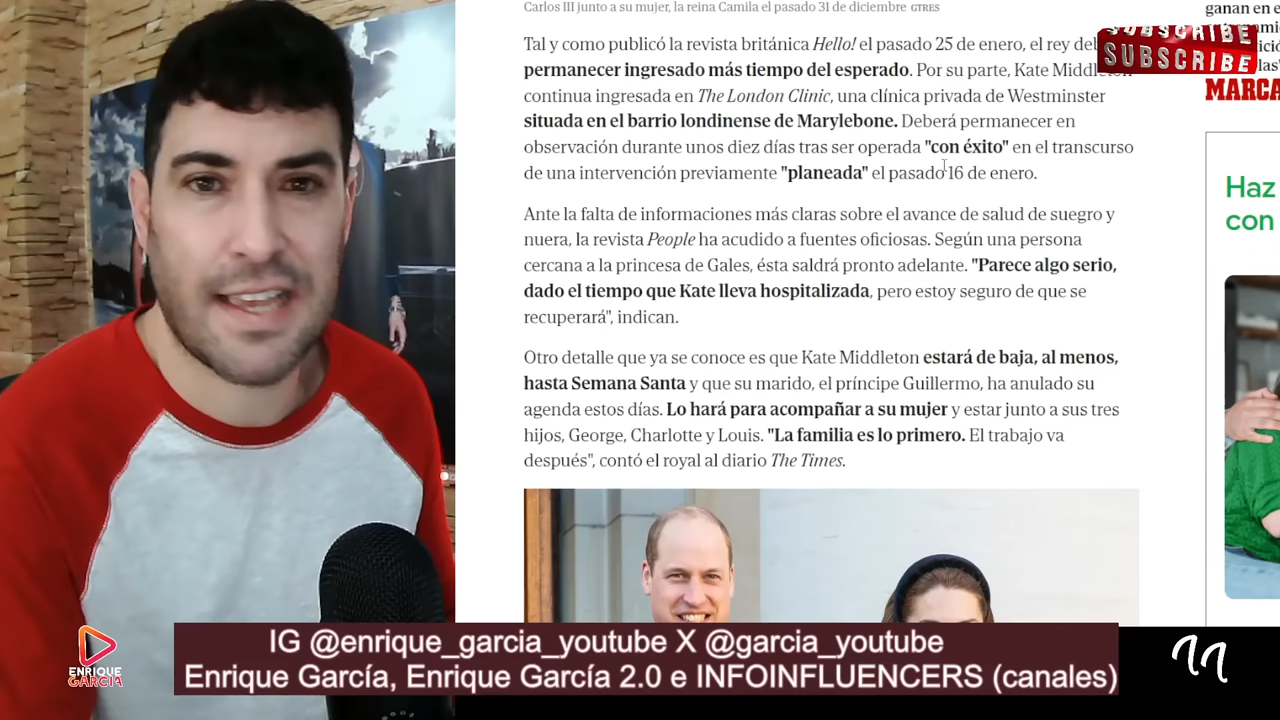 Carlos III junto a su mujer, la reina Camila el pasado 31 de diciembre GTRES
Tal y como publicó la revista británica Hello! el pasado 25 de enero, el rey
permanecer ingresado más tiempo del esperado. Por su parte, Kate Middleton
continua ingresada en The London Clinic, una clínica privada de Westminster
situada en el barrio londinense de Marylebone. Deberá permanecer en
observación durante unos diez días tras ser operada "con éxito" en el transcurso
de una intervención previamente "planeada" el pasado 16 de enero.
Ante la falta de informaciones más claras sobre el avance de salud de suegro y
nuera, la revista People ha acudido a fuentes oficiosas. Según una persona
cercana a la princesa de Gales, ésta saldrá pronto adelante. "Parece algo serio,
dado el tiempo que Kate lleva hospitalizada, pero estoy seguro de que se
recuperará", indican.
Otro detalle que ya se conoce es que Kate Middleton estará de baja, al menos,
hasta Semana Santa y que su marido, el príncipe Guillermo, ha anulado su
agenda estos días. Lo hará para acompañar a su mujer y estar junto a sus tres
hijos, George, Charlotte y Louis. "La familia es lo primero. El trabajo va
después", contó el royal al diario The Times.
ganan en
SUBSCRIBE
SUBSCRIBE
MARCA
Haz
con
IG @enrique_garcia_youtube X @garcia_youtube
Enrique García, Enrique García 2.0 e INFOINFLUENCERS (canales)
ENRIQUE
GARCÍA